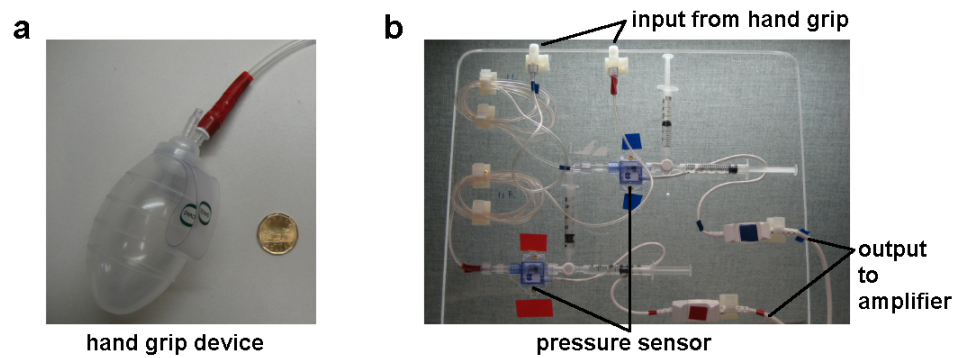 a
hand grip device
b
input from hand grip
output
to
amplifier
pressure sensor